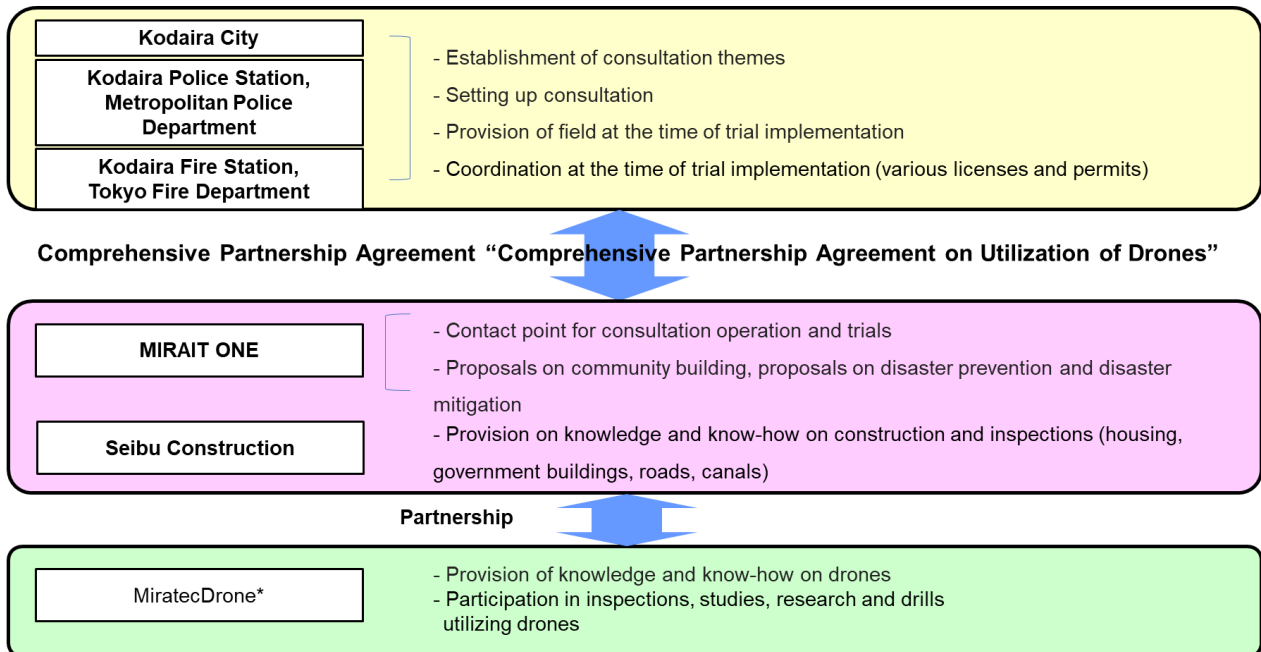 Kodaira City
Kodaira Police Station,
Metropolitan Police
Department
Kodaira Fire Station,
Tokyo Fire Department
- Establishment of consultation themes
- Setting up consultation
- Provision of field at the time of trial implementation
- Coordination at the time of trial implementation (various licenses and permits)
Comprehensive Partnership Agreement “Comprehensive Partnership Agreement on Utilization of Drones”
MIRAIT ONE
- Contact point for consultation operation and trials
- Proposals on community building, proposals on disaster prevention and disaster
mitigation
Seibu Construction
- Provision on knowledge and know-how on construction and inspections (housing,
government buildings, roads, canals)
Partnership
MiratecDrone*
- Provision of knowledge and know-how on drones
- Participation in inspections, studies, research and drills
utilizing drones